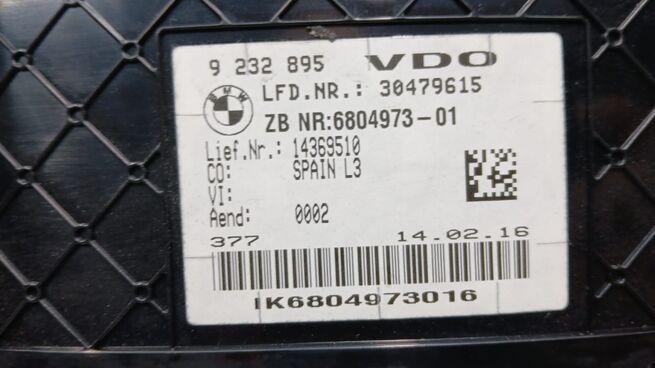 9 232 895 VDO
BMW
LFD.NR.: 30479615
ZB NR:6804973-01
Lief.Nr.: 14369510
CO: SPAIN L3
VI:
Aend: 0002
377 14.02.16
IK6804973016